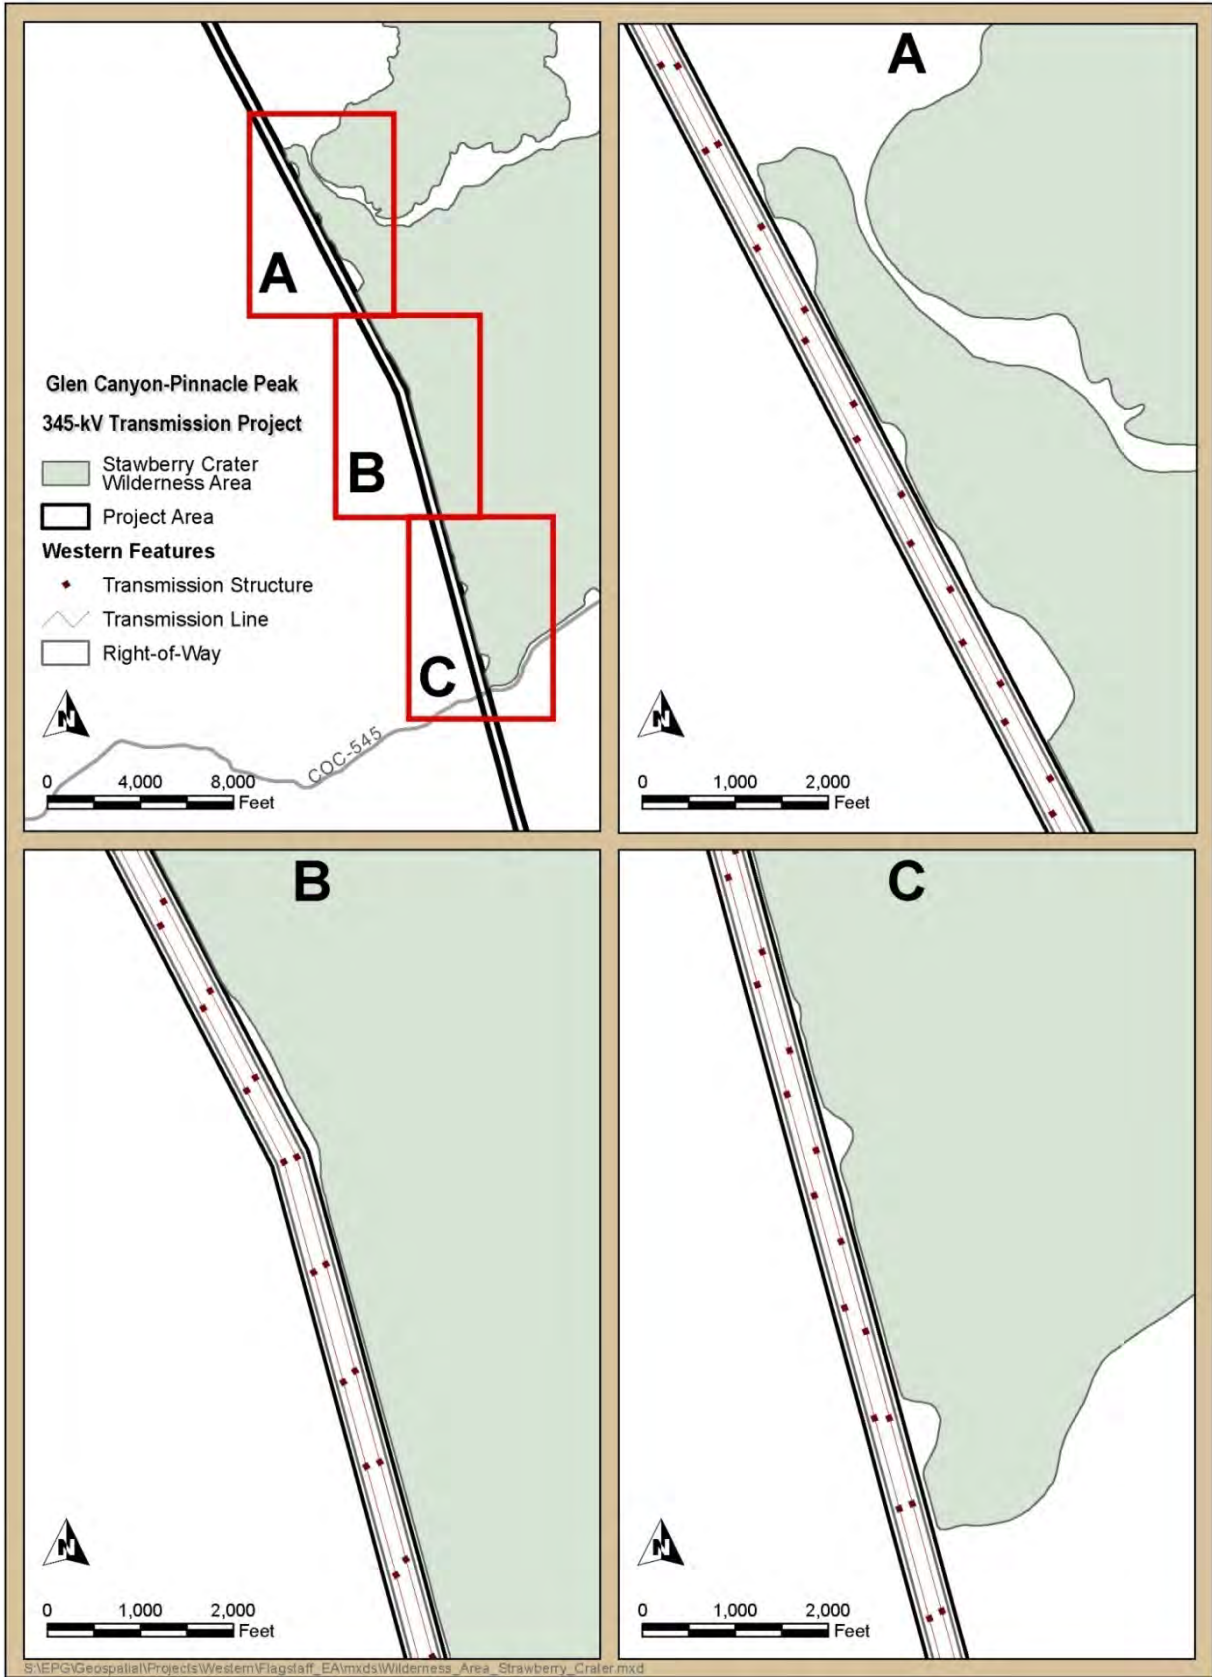 A
B
C
Glen Canyon-Pinnacle Peak
345-kV Transmission Project
Stawberry Crater
Wilderness Area
Project Area
Western Features
Transmission Structure
Transmission Line
Right-of-Way
N
COC-545
0 4,000 8,000
Feet
A
N
0 1,000 2,000
Feet
B
N
0 1,000 2,000
Feet
C
N
0 1,000 2,000
Feet
S:\EPG\Geospatial\Projects\Western\Flagstaff_EA\mxds\Wilderness_Area_Strawberry_Crater.mxd